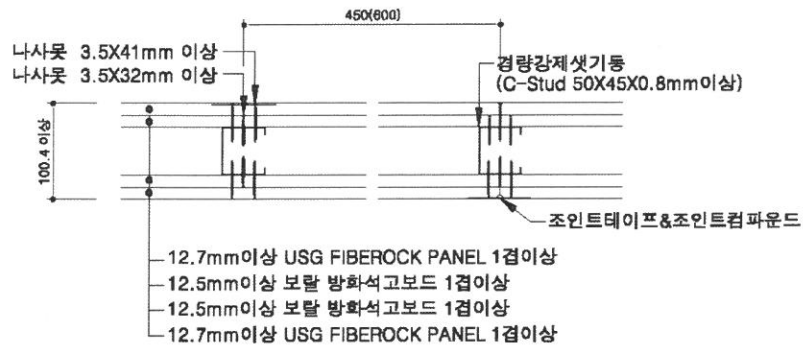 450(600)
나사못 3.5X41mm 이상
나사못 3.5X32mm 이상
경량강제샛기둥
(C-Stud 50X45X0.8mm이상)
100.4 이상
조인트테이프&조인트컴파운드
12.7mm이상 USG FIBEROCK PANEL 1겹이상
12.5mm이상 보랄 방화석고보드 1겹이상
12.5mm이상 보랄 방화석고보드 1겹이상
12.7mm이상 USG FIBEROCK PANEL 1겹이상